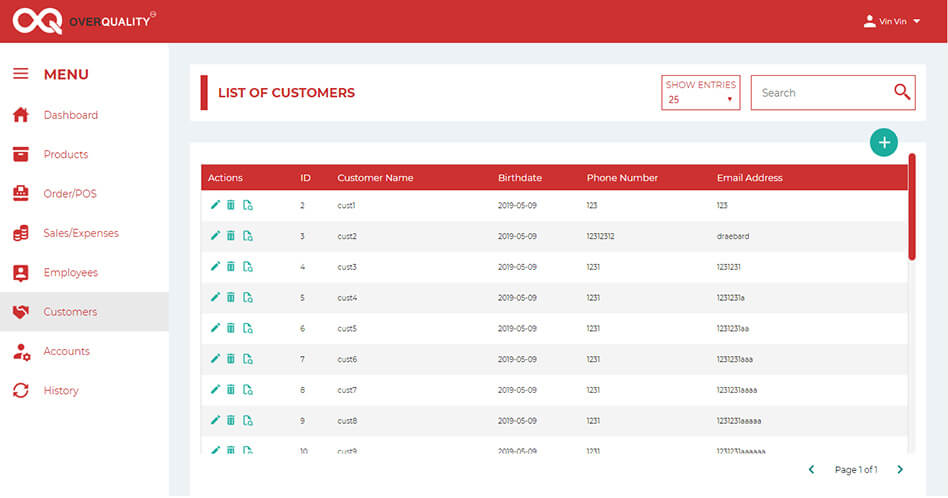 OVERQUALITY
Vin Vin
MENU
Dashboard
Products
Order/POS
Sales/Expenses
Employees
Customers
Accounts
History
LIST OF CUSTOMERS
SHOW ENTRIES
25
Search
Actions ID Customer Name Birthdate Phone Number Email Address
2 cust1 2019-05-09 123 123
3 cust2 2019-05-09 12312312 draebard
4 cust3 2019-05-09 1231 1231231
5 cust4 2019-05-09 1231 1231231a
6 cust5 2019-05-09 1231 1231231aa
7 cust6 2019-05-09 1231 1231231aaa
8 cust7 2019-05-09 1231 1231231aaaa
9 cust8 2019-05-09 1231 1231231aaaaa
10 cust9 2019-05-09 1231 1231231aaaaaa
Page 1 of 1